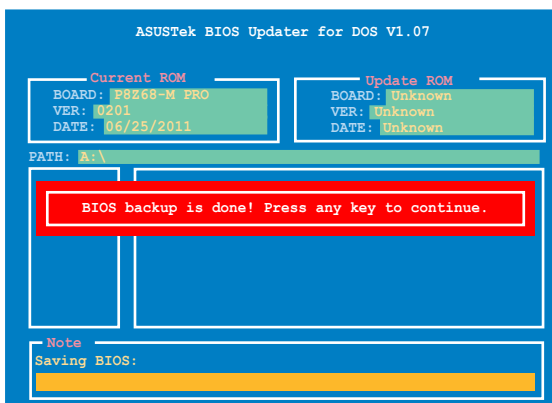 ASUSTek BIOS Updater for DOS V1.07
Current ROM
BOARD: P8Z68-M PRO
VER: 0201
DATE: 06/25/2011
Update ROM
BOARD: Unknown
VER: Unknown
DATE: Unknown
PATH: A:\
BIOS backup is done! Press any key to continue.
Note
Saving BIOS: